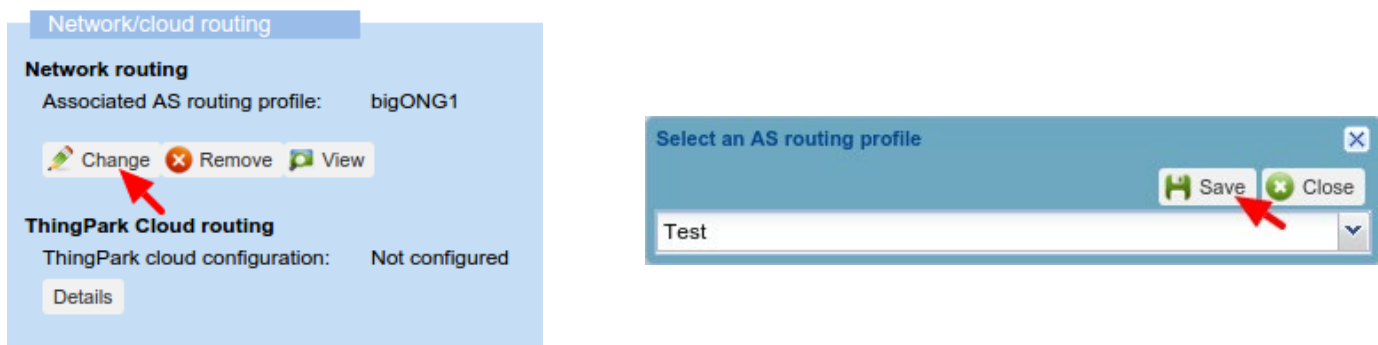 Network/cloud routing
Network routing
Associated AS routing profile: bigONG1
Change Remove View
ThingPark Cloud routing
ThingPark cloud configuration: Not configured
Details
Select an AS routing profile
Save Close
Test